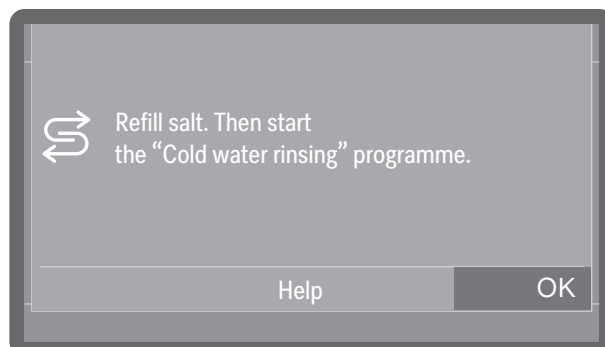 Refill salt. Then start
the “Cold water rinsing” programme.
Help
OK